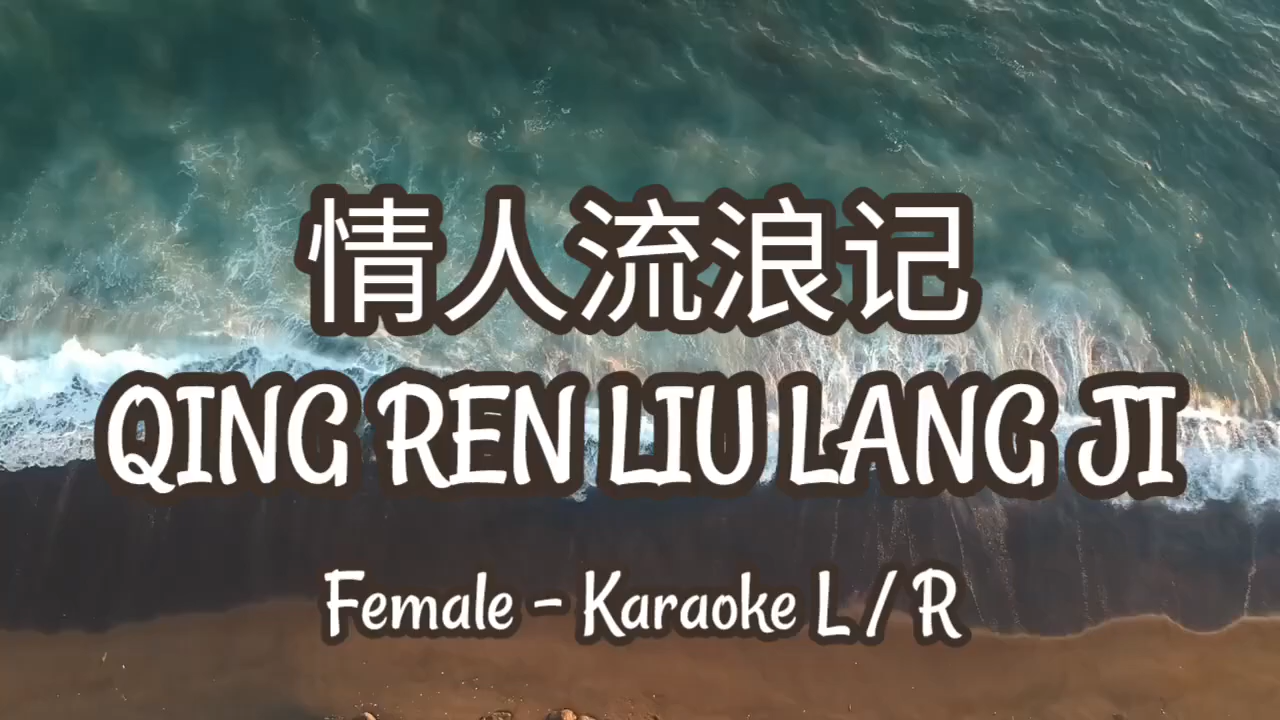 情人流浪记
QING REN LIU LANG JI
Female - Karaoke L / R